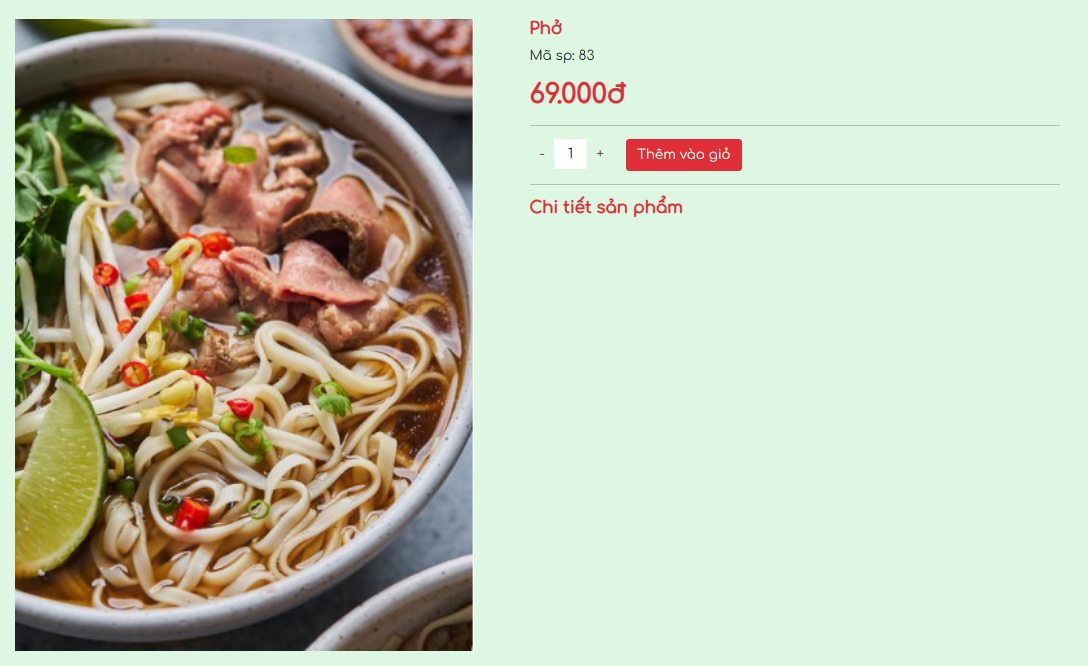 Phở
Mã sp: 83
69.000đ
- 1 + Thêm vào giỏ
Chi tiết sản phẩm